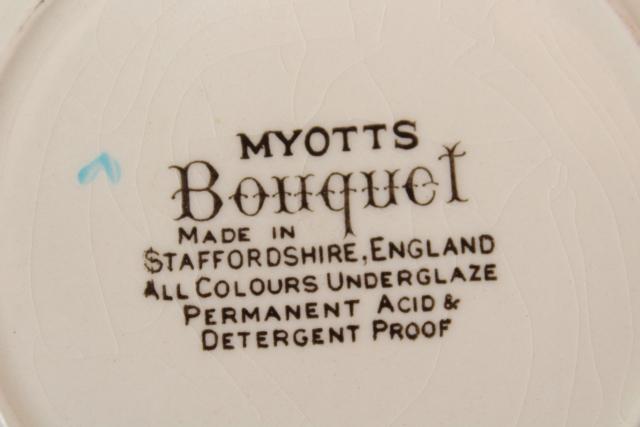 MYOTTS
Bouquet
MADE IN
STAFFORDSHIRE, ENGLAND
ALL COLOURS UNDERGLAZE
PERMANENT ACID &
DETERGENT PROOF